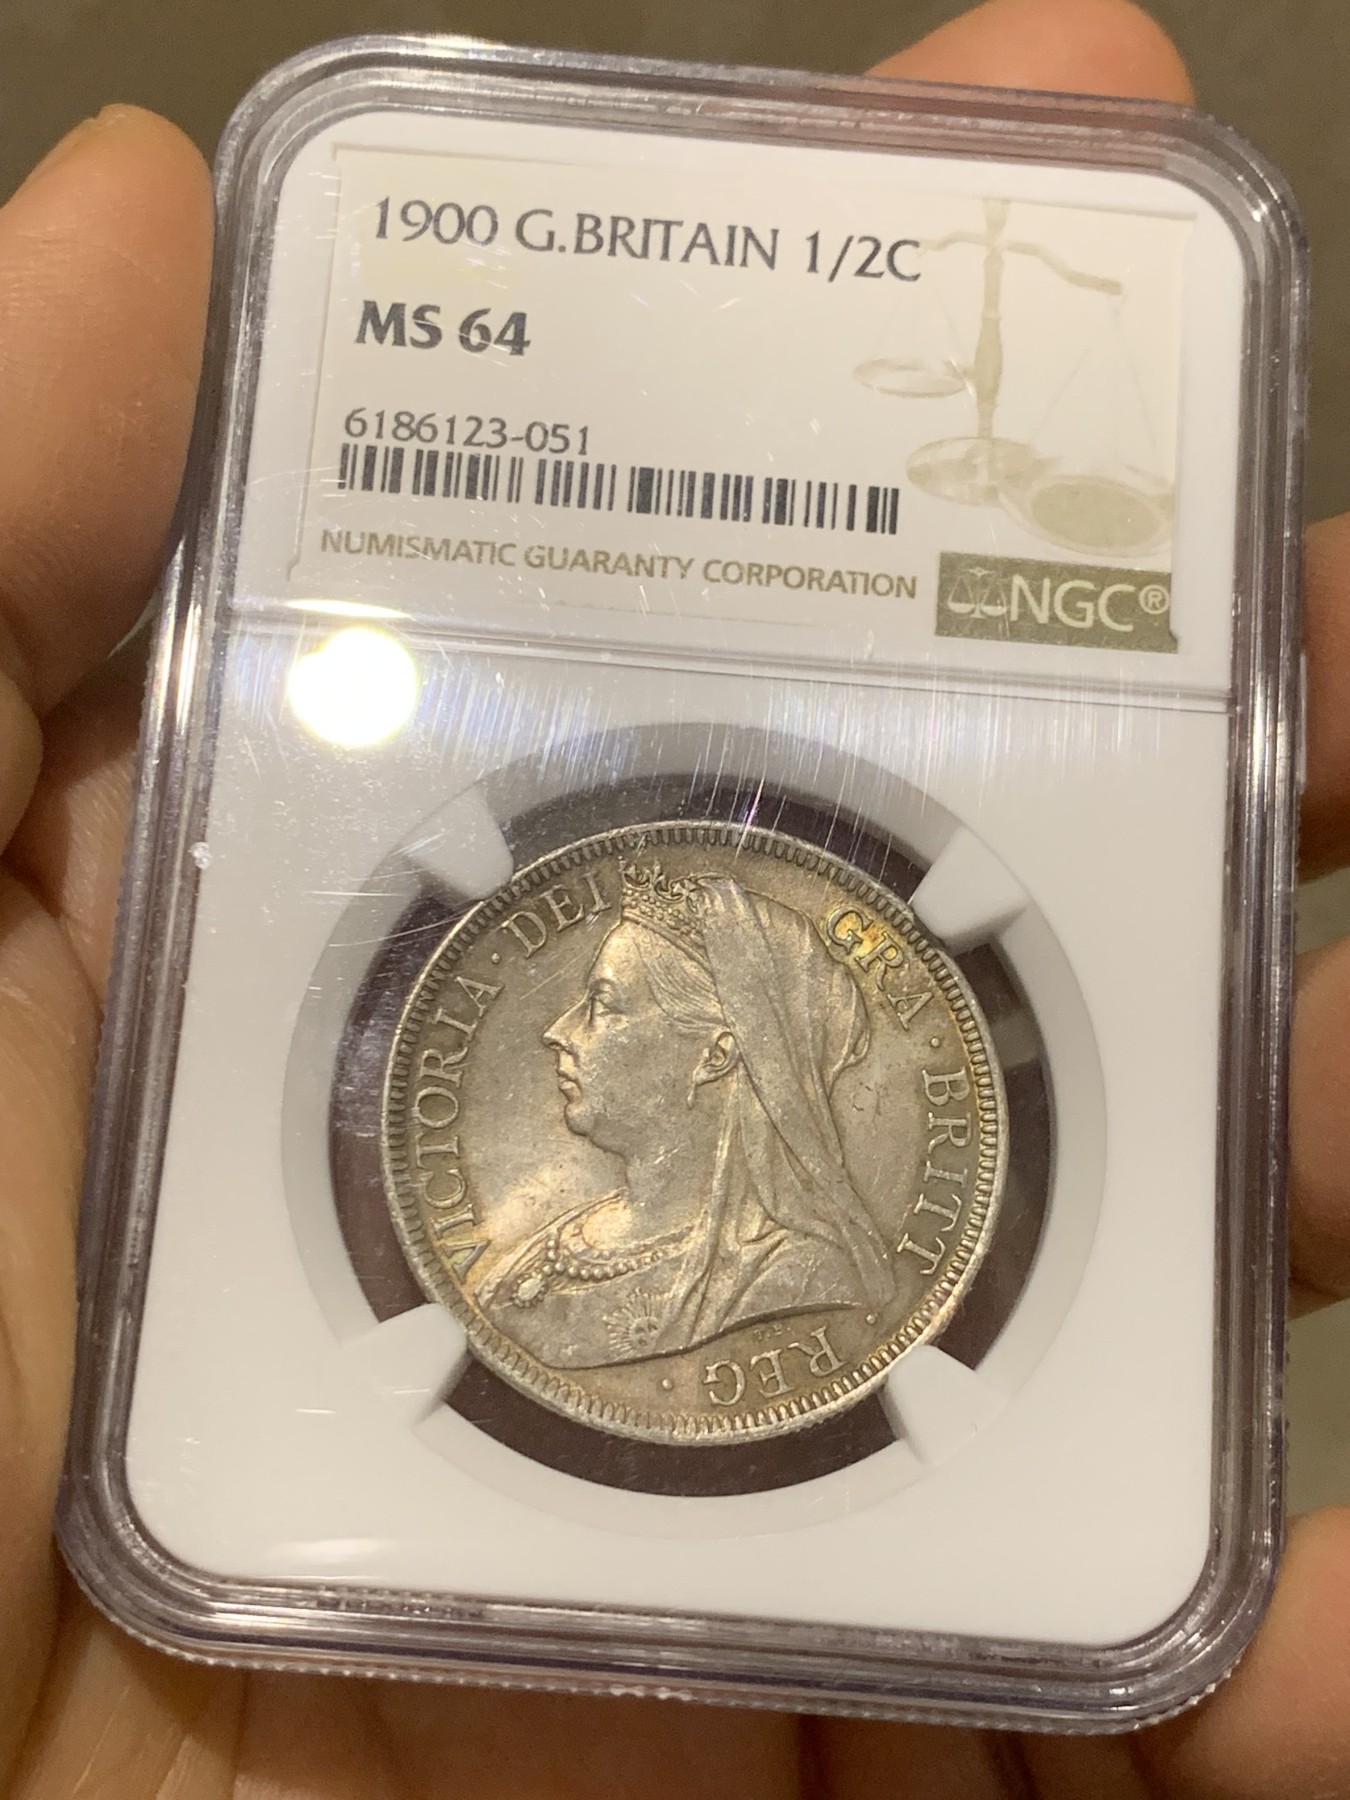 1900 G.BRITAIN 1/2C
MS 64
6186123-051
NUMISMATIC GUARANTY CORPORATION
NGC®
VICTORIA · DEI GRA · BRITT · REG ·
T.B.